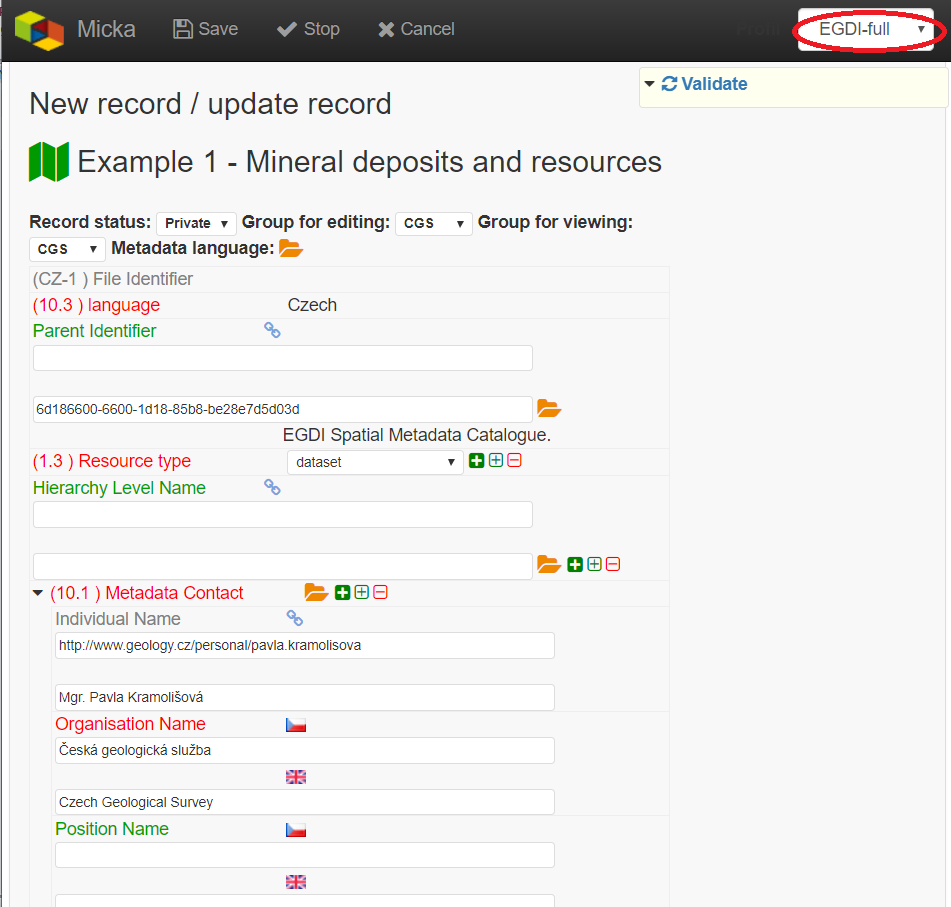 Micka Save Stop Cancel EGDI-full
Validate
New record / update record
Example 1 - Mineral deposits and resources
Record status: Private Group for editing: CGS Group for viewing:
CGS Metadata language:
(CZ-1 ) File Identifier
(10.3 ) language Czech
Parent Identifier
6d186600-6600-1d18-85b8-be28e7d5d03d
EGDI Spatial Metadata Catalogue.
(1.3 ) Resource type dataset
Hierarchy Level Name
(10.1 ) Metadata Contact
Individual Name
http://www.geology.cz/personal/pavla.kramolisova
Mgr. Pavla Kramolišová
Organisation Name
Česká geologická služba
Czech Geological Survey
Position Name